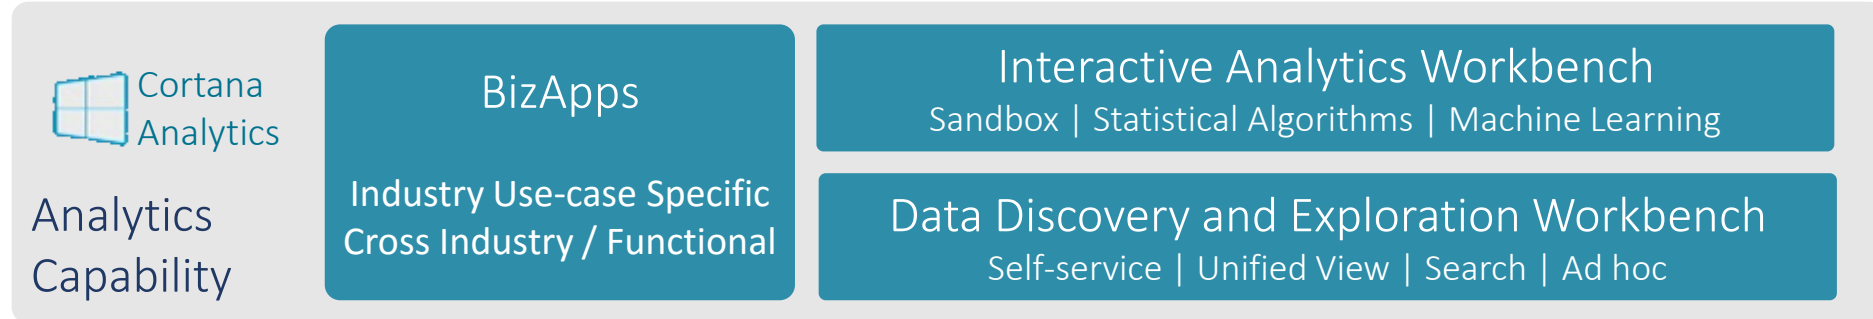 Cortana
Analytics
Analytics
Capability
BizApps
Industry Use-case Specific
Cross Industry / Functional
Interactive Analytics Workbench
Sandbox | Statistical Algorithms | Machine Learning
Data Discovery and Exploration Workbench
Self-service | Unified View | Search | Ad hoc